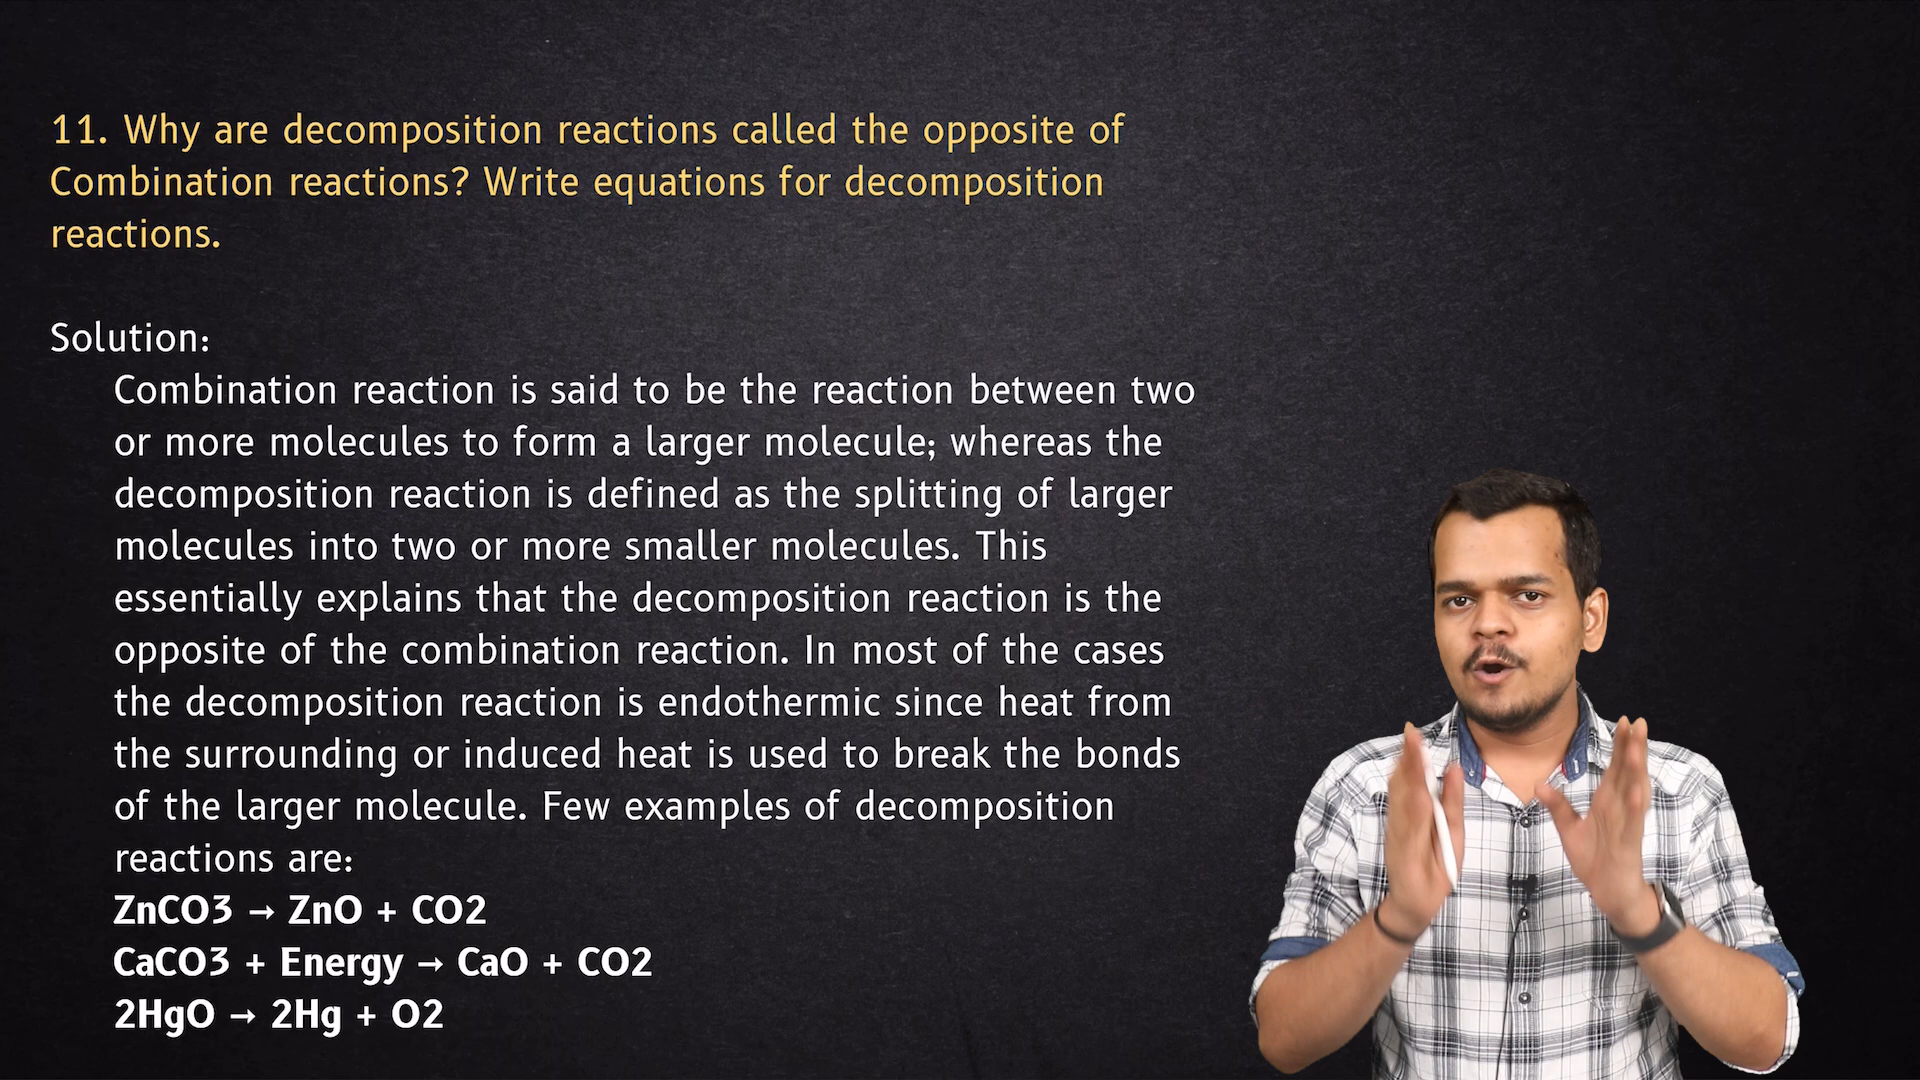 11. Why are decomposition reactions called the opposite of
Combination reactions? Write equations for decomposition
reactions.
Solution:
Combination reaction is said to be the reaction between two
or more molecules to form a larger molecule; whereas the
decomposition reaction is defined as the splitting of larger
molecules into two or more smaller molecules. This
essentially explains that the decomposition reaction is the
opposite of the combination reaction. In most of the cases
the decomposition reaction is endothermic since heat from
the surrounding or induced heat is used to break the bonds
of the larger molecule. Few examples of decomposition
reactions are:
ZnCO3 → ZnO + CO2
CaCO3 + Energy → CaO + CO2
2HgO → 2Hg + O2